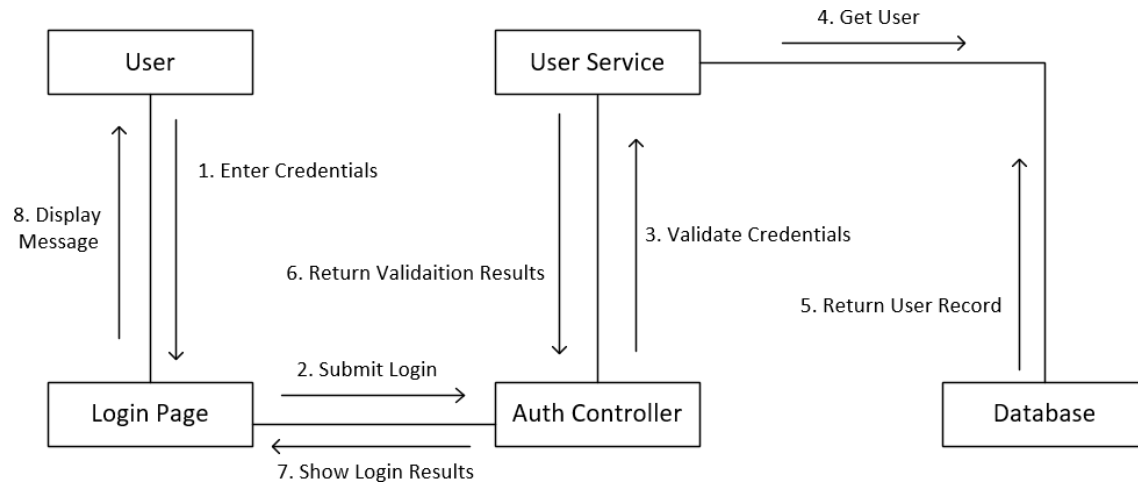 4. Get User
User
User Service
1. Enter Credentials
8. Display
Message
3. Validate Credentials
6. Return Validaition Results
5. Return User Record
2. Submit Login
Login Page
Auth Controller
Database
7. Show Login Results